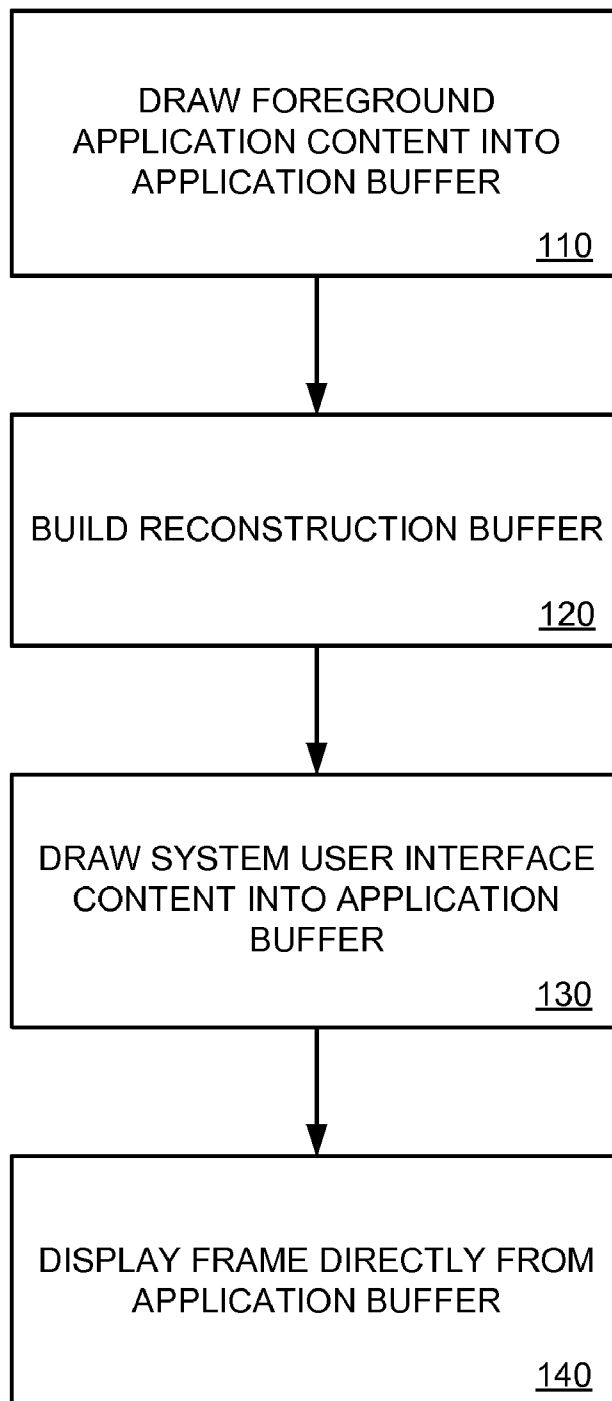 DRAW FOREGROUND
APPLICATION CONTENT INTO
APPLICATION BUFFER
110
BUILD RECONSTRUCTION BUFFER
120
DRAW SYSTEM USER INTERFACE
CONTENT INTO APPLICATION
BUFFER
130
DISPLAY FRAME DIRECTLY FROM
APPLICATION BUFFER
140